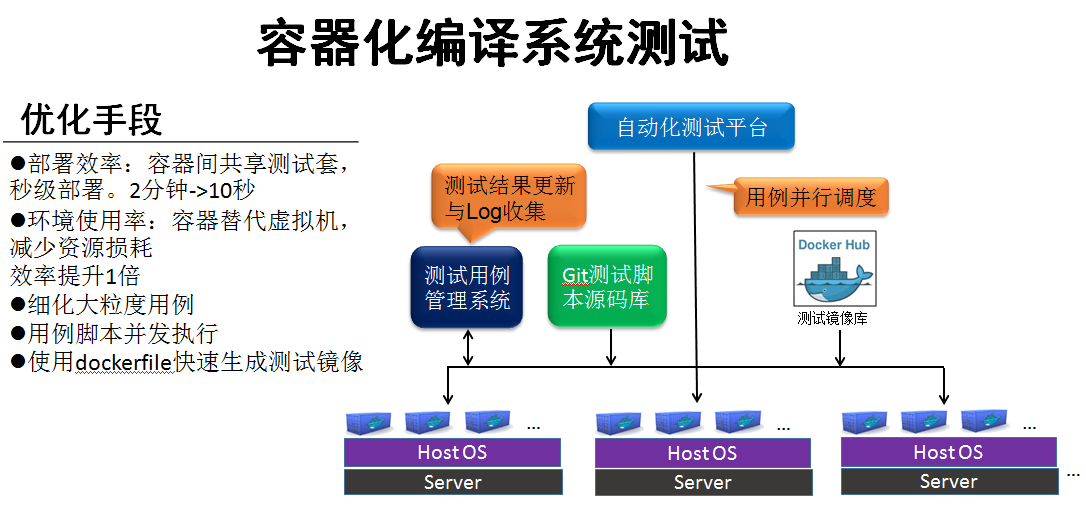 容器化编译系统测试
优化手段
●部署效率：容器间共享测试套，
秒级部署。2分钟->10秒
●环境使用率：容器替代虚拟机，
减少资源损耗
效率提升1倍
●细化大粒度用例
●用例脚本并发执行
●使用dockerfile快速生成测试镜像
自动化测试平台
测试结果更新
与Log收集
用例并行调度
测试用例
管理系统
Git测试脚
本源码库
Docker Hub
测试镜像库
...
...
...
Host OS
Host OS
Host OS
Server
Server
Server
...